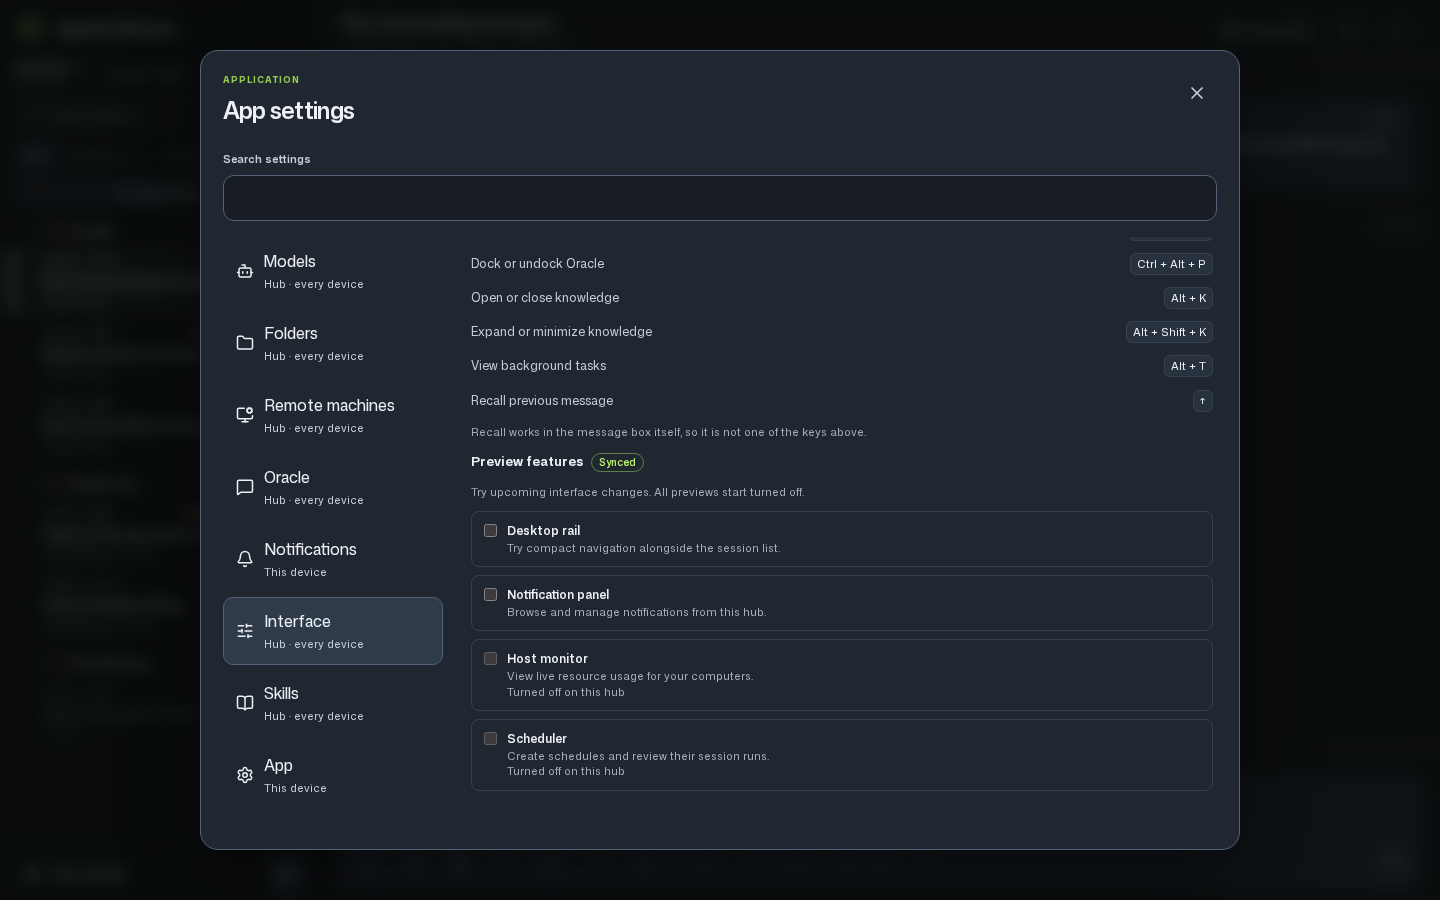 APPLICATION
App settings
Search settings
Models
Hub · every device
Folders
Hub · every device
Remote machines
Hub · every device
Oracle
Hub · every device
Notifications
This device
Interface
Hub · every device
Skills
Hub · every device
App
This device
Dock or undock Oracle Ctrl + Alt + P
Open or close knowledge Alt + K
Expand or minimize knowledge Alt + Shift + K
View background tasks Alt + T
Recall previous message ↑
Recall works in the message box itself, so it is not one of the keys above.
Preview features Synced
Try upcoming interface changes. All previews start turned off.
Desktop rail
Try compact navigation alongside the session list.
Notification panel
Browse and manage notifications from this hub.
Host monitor
View live resource usage for your computers.
Turned off on this hub
Scheduler
Create schedules and review their session runs.
Turned off on this hub